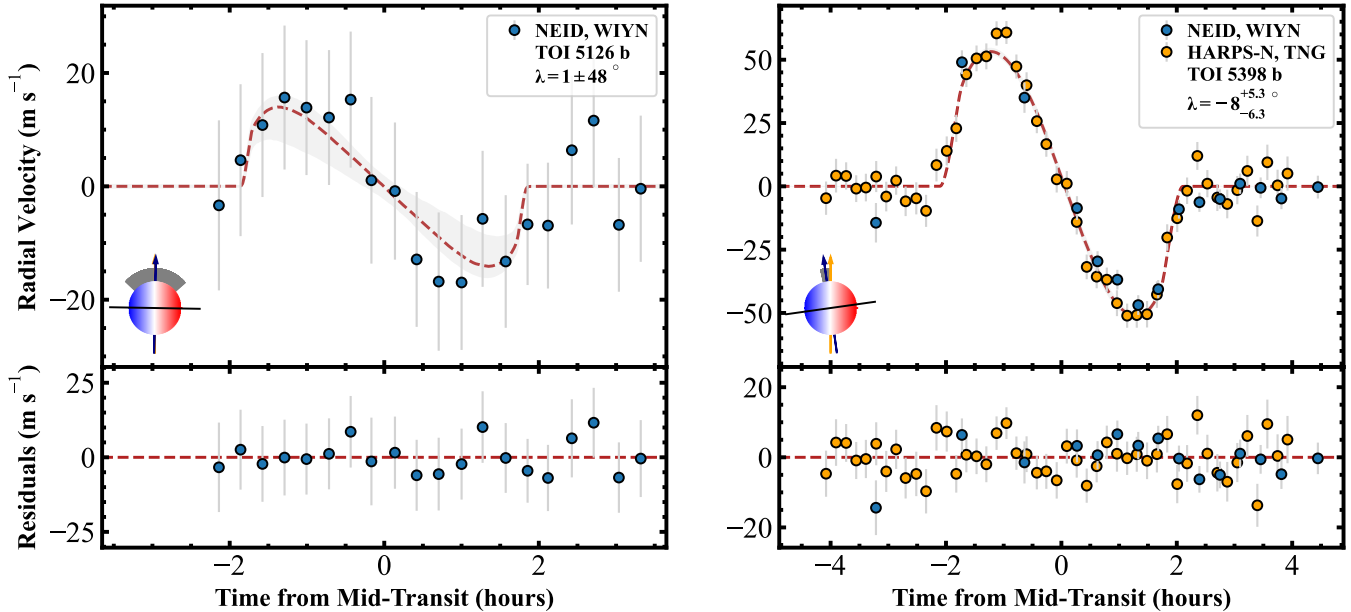 NEID, WIYN
TOI 5126 b
λ = 1 ± 48 °
20
0
−20
Radial Velocity (m s⁻¹)
25
0
−25
Residuals (m s⁻¹)
−2
0
2
Time from Mid-Transit (hours)
NEID, WIYN
HARPS-N, TNG
TOI 5398 b
λ = −8 +5.3 −6.3 °
50
25
0
−25
−50
20
0
−20
−4
−2
0
2
4
Time from Mid-Transit (hours)